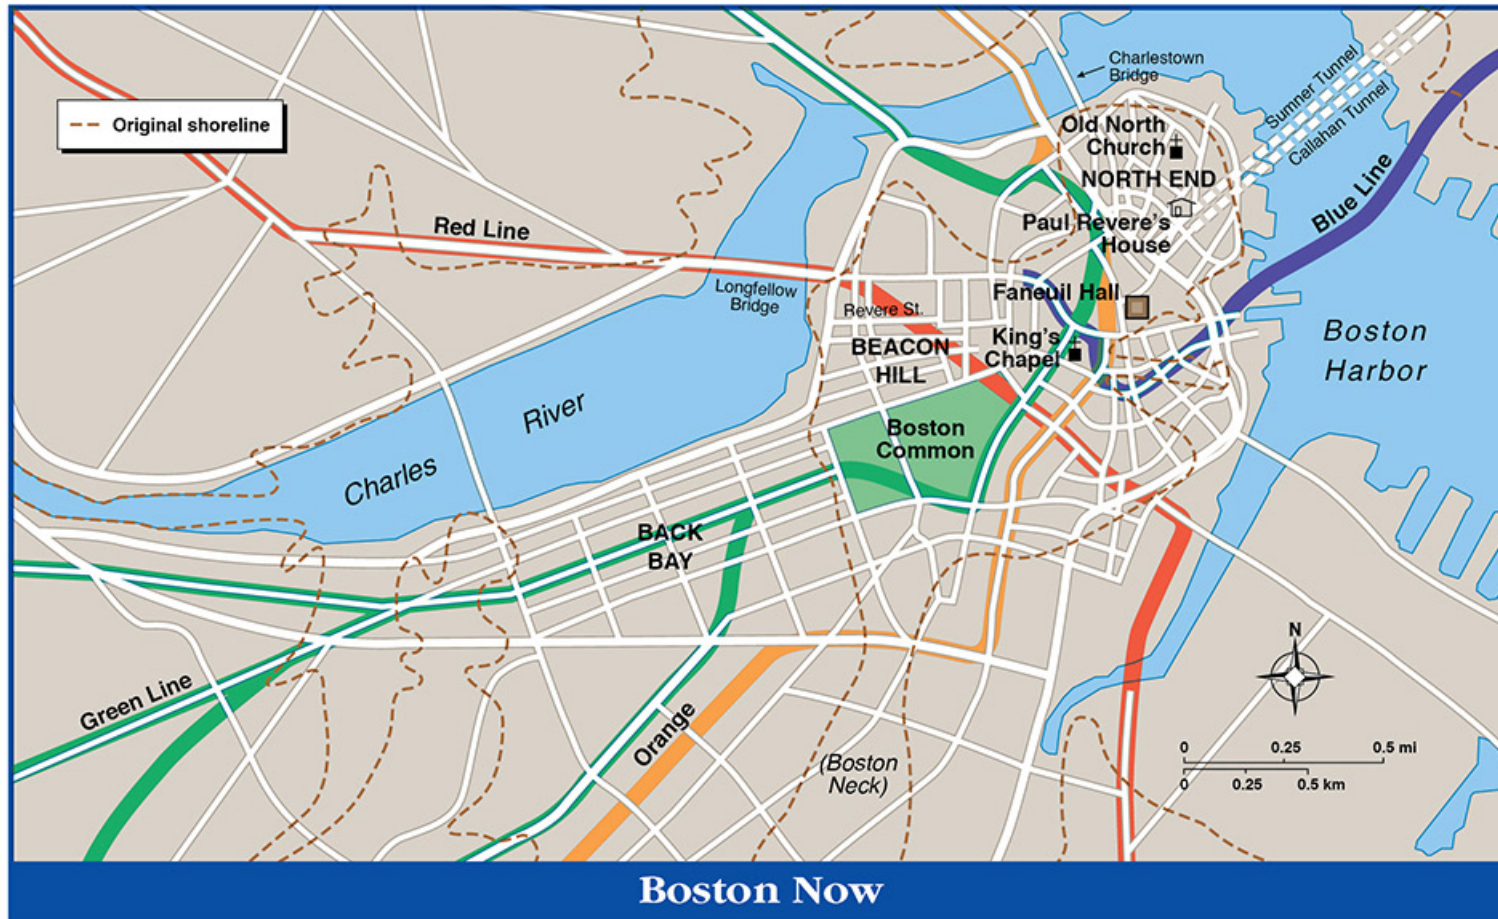 Charlestown
Bridge
Sumner Tunnel
Callahan Tunnel
Original shoreline
Old North
Church
NORTH END
Blue Line
Paul Revere's
House
Red Line
Longfellow
Bridge
Faneuil Hall
Revere St.
King's
Chapel
BEACON
HILL
Boston
Harbor
River
Charles
Boston
Common
BACK
BAY
N
Green Line
Orange
(Boston
Neck)
0 0.25 0.5 mi
0 0.25 0.5 km
Boston Now